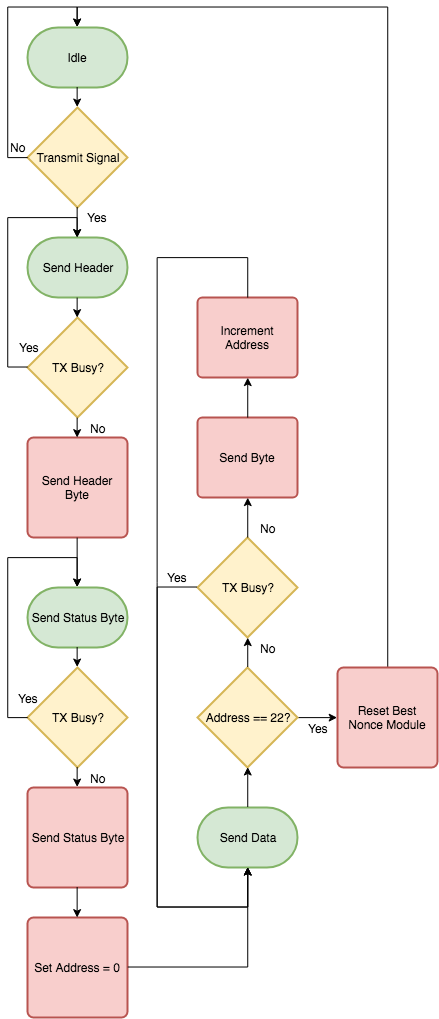 Idle
No
Transmit Signal
Yes
Send Header
Yes
TX Busy?
No
Send Header
Byte
Send Status Byte
Yes
TX Busy?
No
Send Status Byte
Set Address = 0
Increment
Address
Send Byte
No
Yes
TX Busy?
No
Address == 22?
Yes
Reset Best
Nonce Module
Send Data